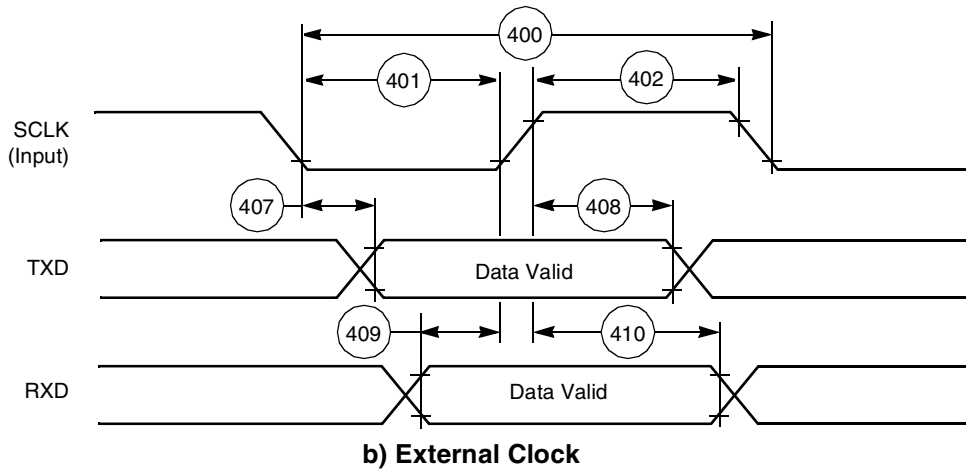 400
401
402
SCLK
(Input)
407
408
TXD
Data Valid
409
410
RXD
Data Valid
b) External Clock